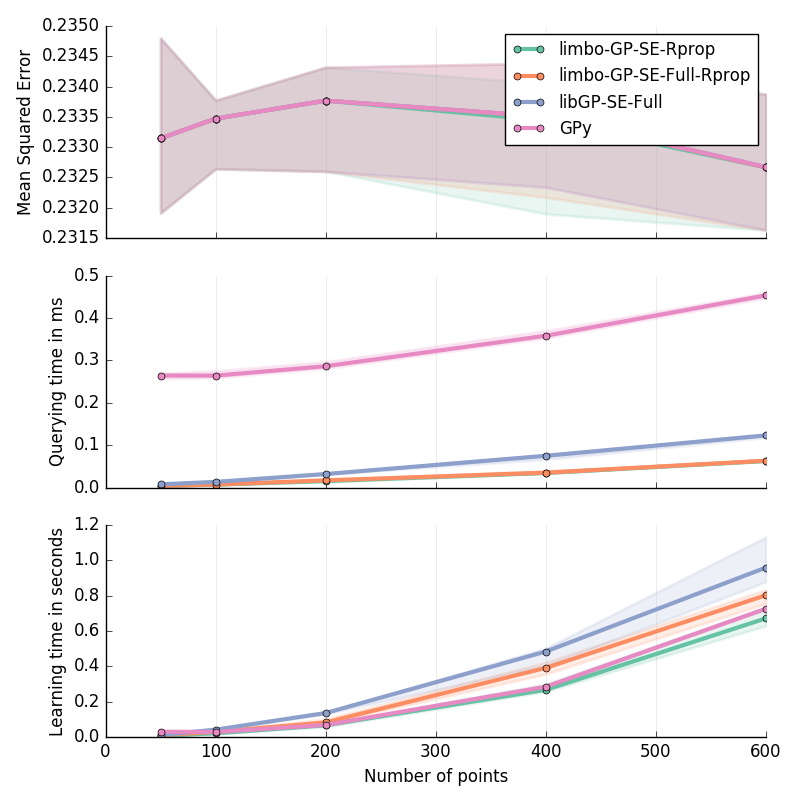 0.2350
0.2345
0.2340
0.2335
0.2330
0.2325
0.2320
0.2315
Mean Squared Error
limbo-GP-SE-Rprop
limbo-GP-SE-Full-Rprop
libGP-SE-Full
GPy
0.5
0.4
0.3
0.2
0.1
0.0
Querying time in ms
1.2
1.0
0.8
0.6
0.4
0.2
0.0
Learning time in seconds
0 100 200 300 400 500 600
Number of points